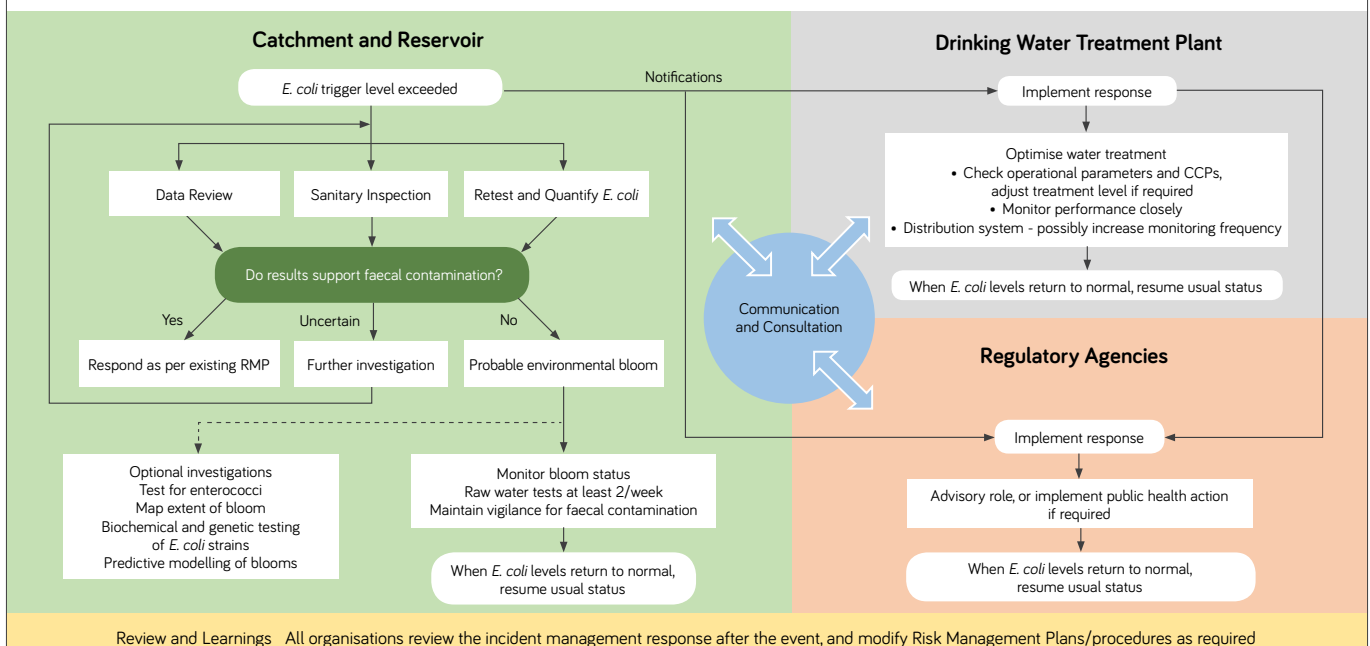 Catchment and Reservoir
E. coli trigger level exceeded
Notifications
Data Review
Sanitary Inspection
Retest and Quantify E. coli
Do results support faecal contamination?
Yes
Uncertain
No
Respond as per existing RMP
Further investigation
Probable environmental bloom
Optional investigations
Test for enterococci
Map extent of bloom
Biochemical and genetic testing
of E. coli strains
Predictive modelling of blooms
Monitor bloom status
Raw water tests at least 2/week
Maintain vigilance for faecal contamination
When E. coli levels return to normal,
resume usual status
Communication
and Consultation
Drinking Water Treatment Plant
Implement response
Optimise water treatment
• Check operational parameters and CCPs,
adjust treatment level if required
• Monitor performance closely
• Distribution system - possibly increase monitoring frequency
When E. coli levels return to normal, resume usual status
Regulatory Agencies
Implement response
Advisory role, or implement public health action
if required
When E. coli levels return to normal,
resume usual status
Review and Learnings All organisations review the incident management response after the event, and modify Risk Management Plans/procedures as required